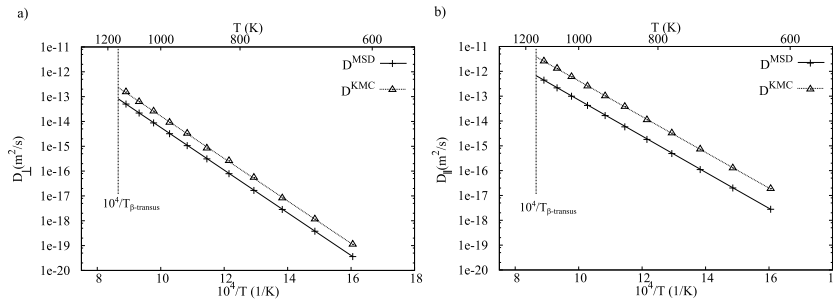 a)
T (K)
1200 1000 800 600
1e-11
1e-12
1e-13
1e-14
1e-15
1e-16
1e-17
1e-18
1e-19
1e-20
D⊥(m²/s)
D^MSD
D^KMC
10⁴/T_β-transus
8 10 12 14 16 18
10⁴/T (1/K)
b)
T (K)
1200 1000 800 600
1e-11
1e-12
1e-13
1e-14
1e-15
1e-16
1e-17
1e-18
1e-19
1e-20
D∥(m²/s)
D^MSD
D^KMC
10⁴/T_β-transus
8 10 12 14 16 18
10⁴/T (1/K)